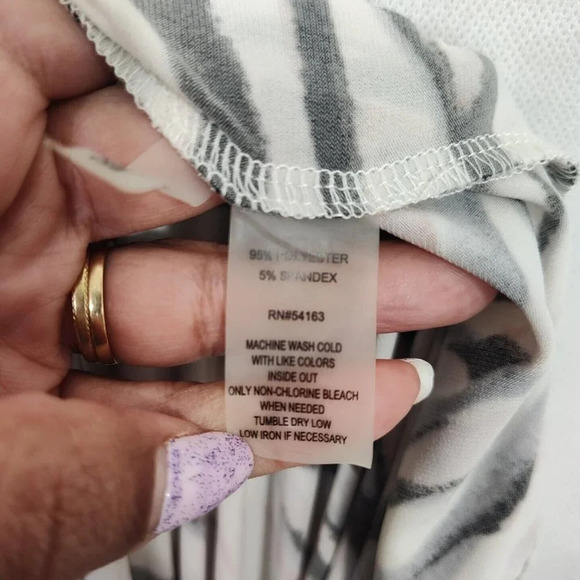 95% POLYESTER
5% SPANDEX
RN#54163
MACHINE WASH COLD
WITH LIKE COLORS
INSIDE OUT
ONLY NON-CHLORINE BLEACH
WHEN NEEDED
TUMBLE DRY LOW
LOW IRON IF NECESSARY